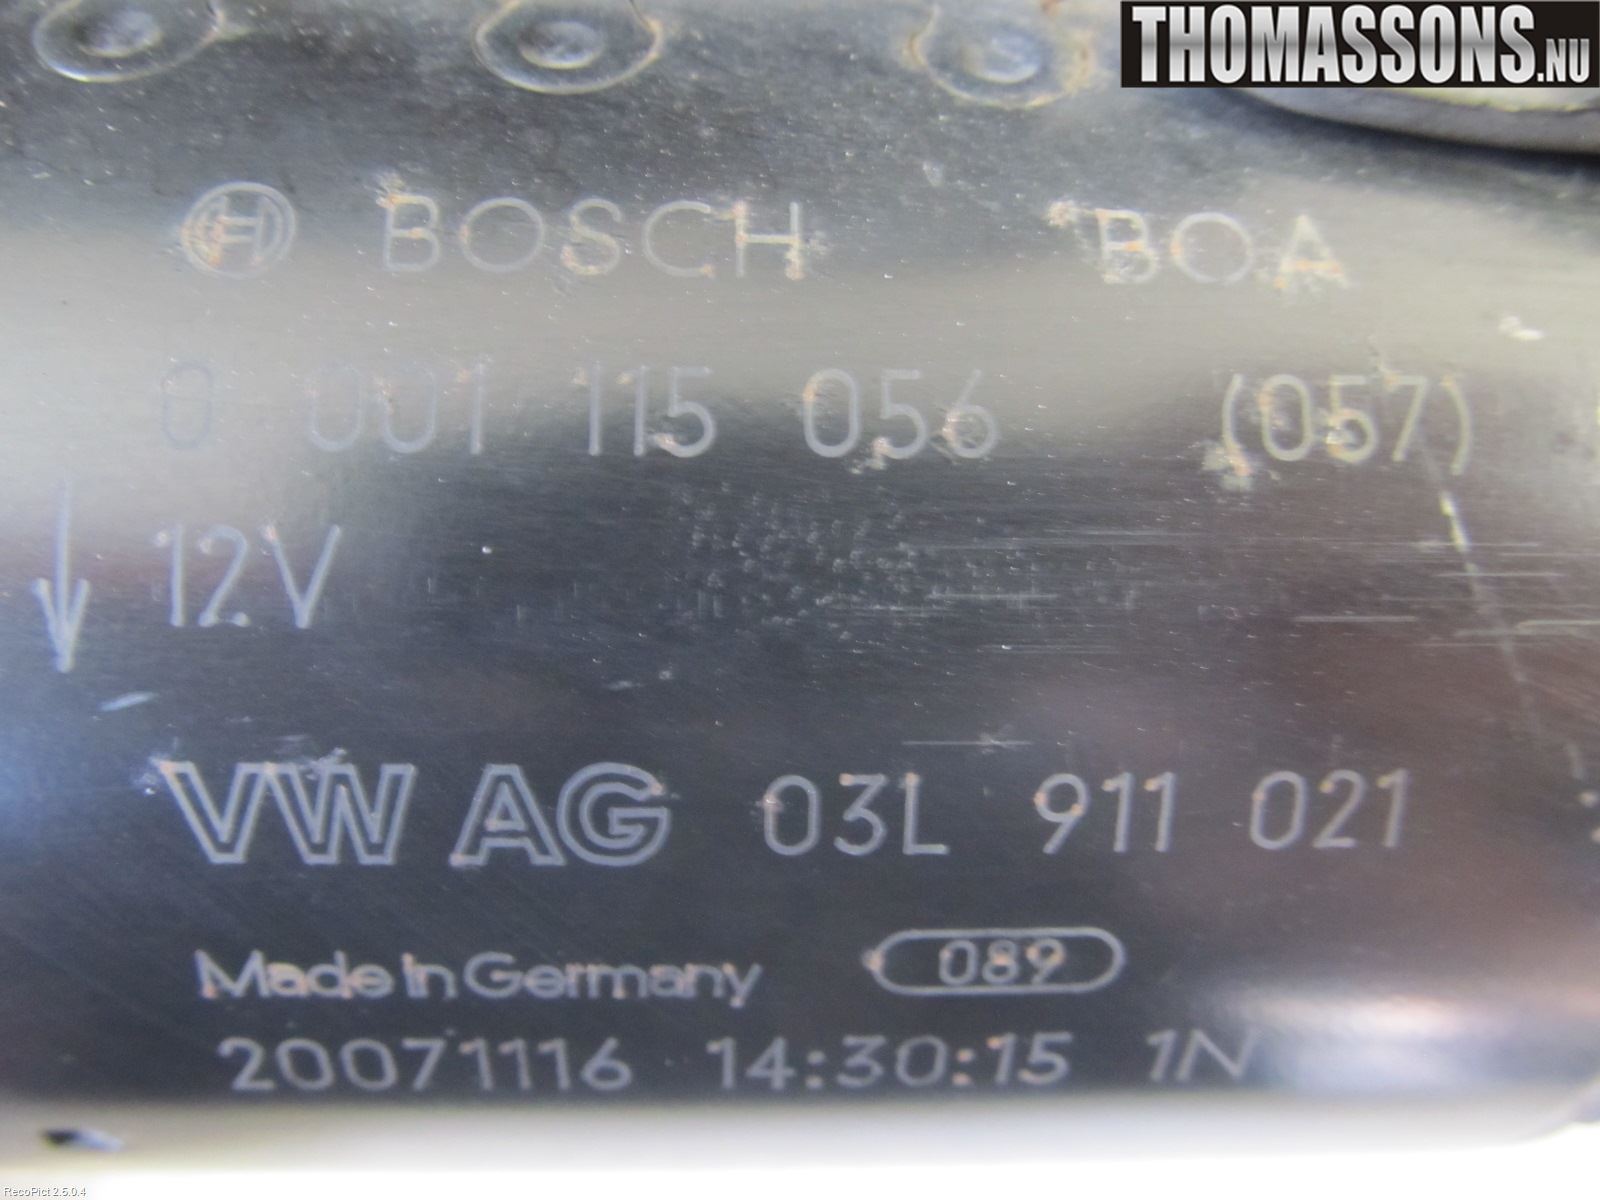 THOMASSONS.NU
BOSCH BOA
0 001 115 056 (057)
12V
VW AG 03L 911 021
Made in Germany 089
20071116 14:30:15 1N
RecoPict 2.5.0.4